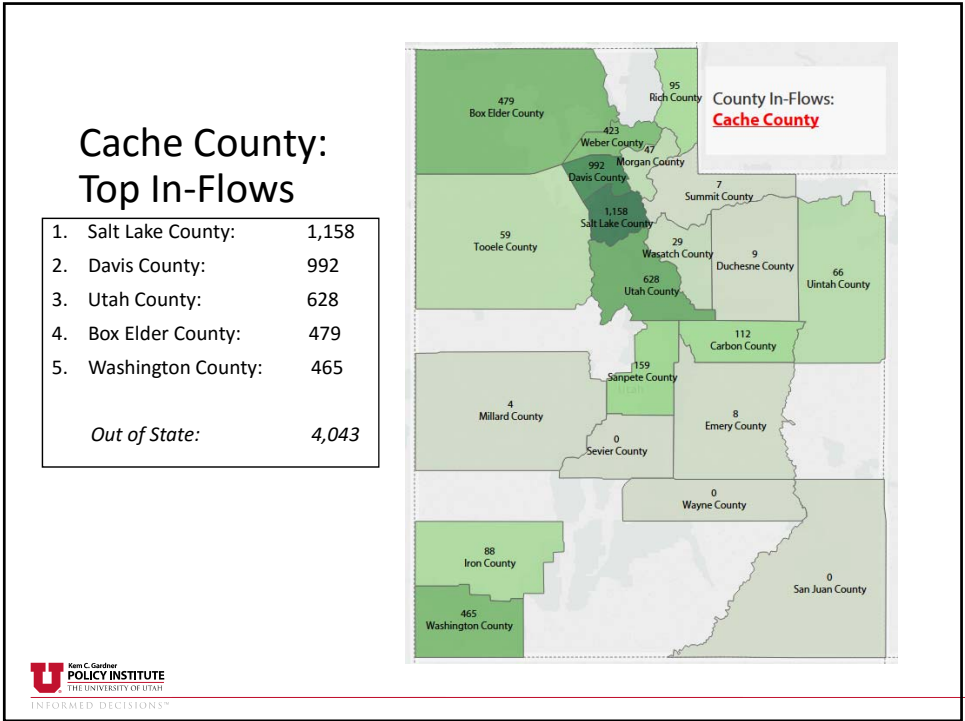 Cache County:
Top In-Flows
1. Salt Lake County: 1,158
2. Davis County: 992
3. Utah County: 628
4. Box Elder County: 479
5. Washington County: 465
Out of State: 4,043
County In-Flows:
Cache County
479
Box Elder County
95
Rich County
423
Weber County
47
Morgan County
992
Davis County
7
Summit County
1,158
Salt Lake County
59
Tooele County
29
Wasatch County
9
Duchesne County
66
Uintah County
628
Utah County
112
Carbon County
159
Sanpete County
Utah
4
Millard County
8
Emery County
0
Sevier County
0
Wayne County
88
Iron County
0
San Juan County
465
Washington County
U
Kem C. Gardner
POLICY INSTITUTE
THE UNIVERSITY OF UTAH
INFORMED DECISIONS™